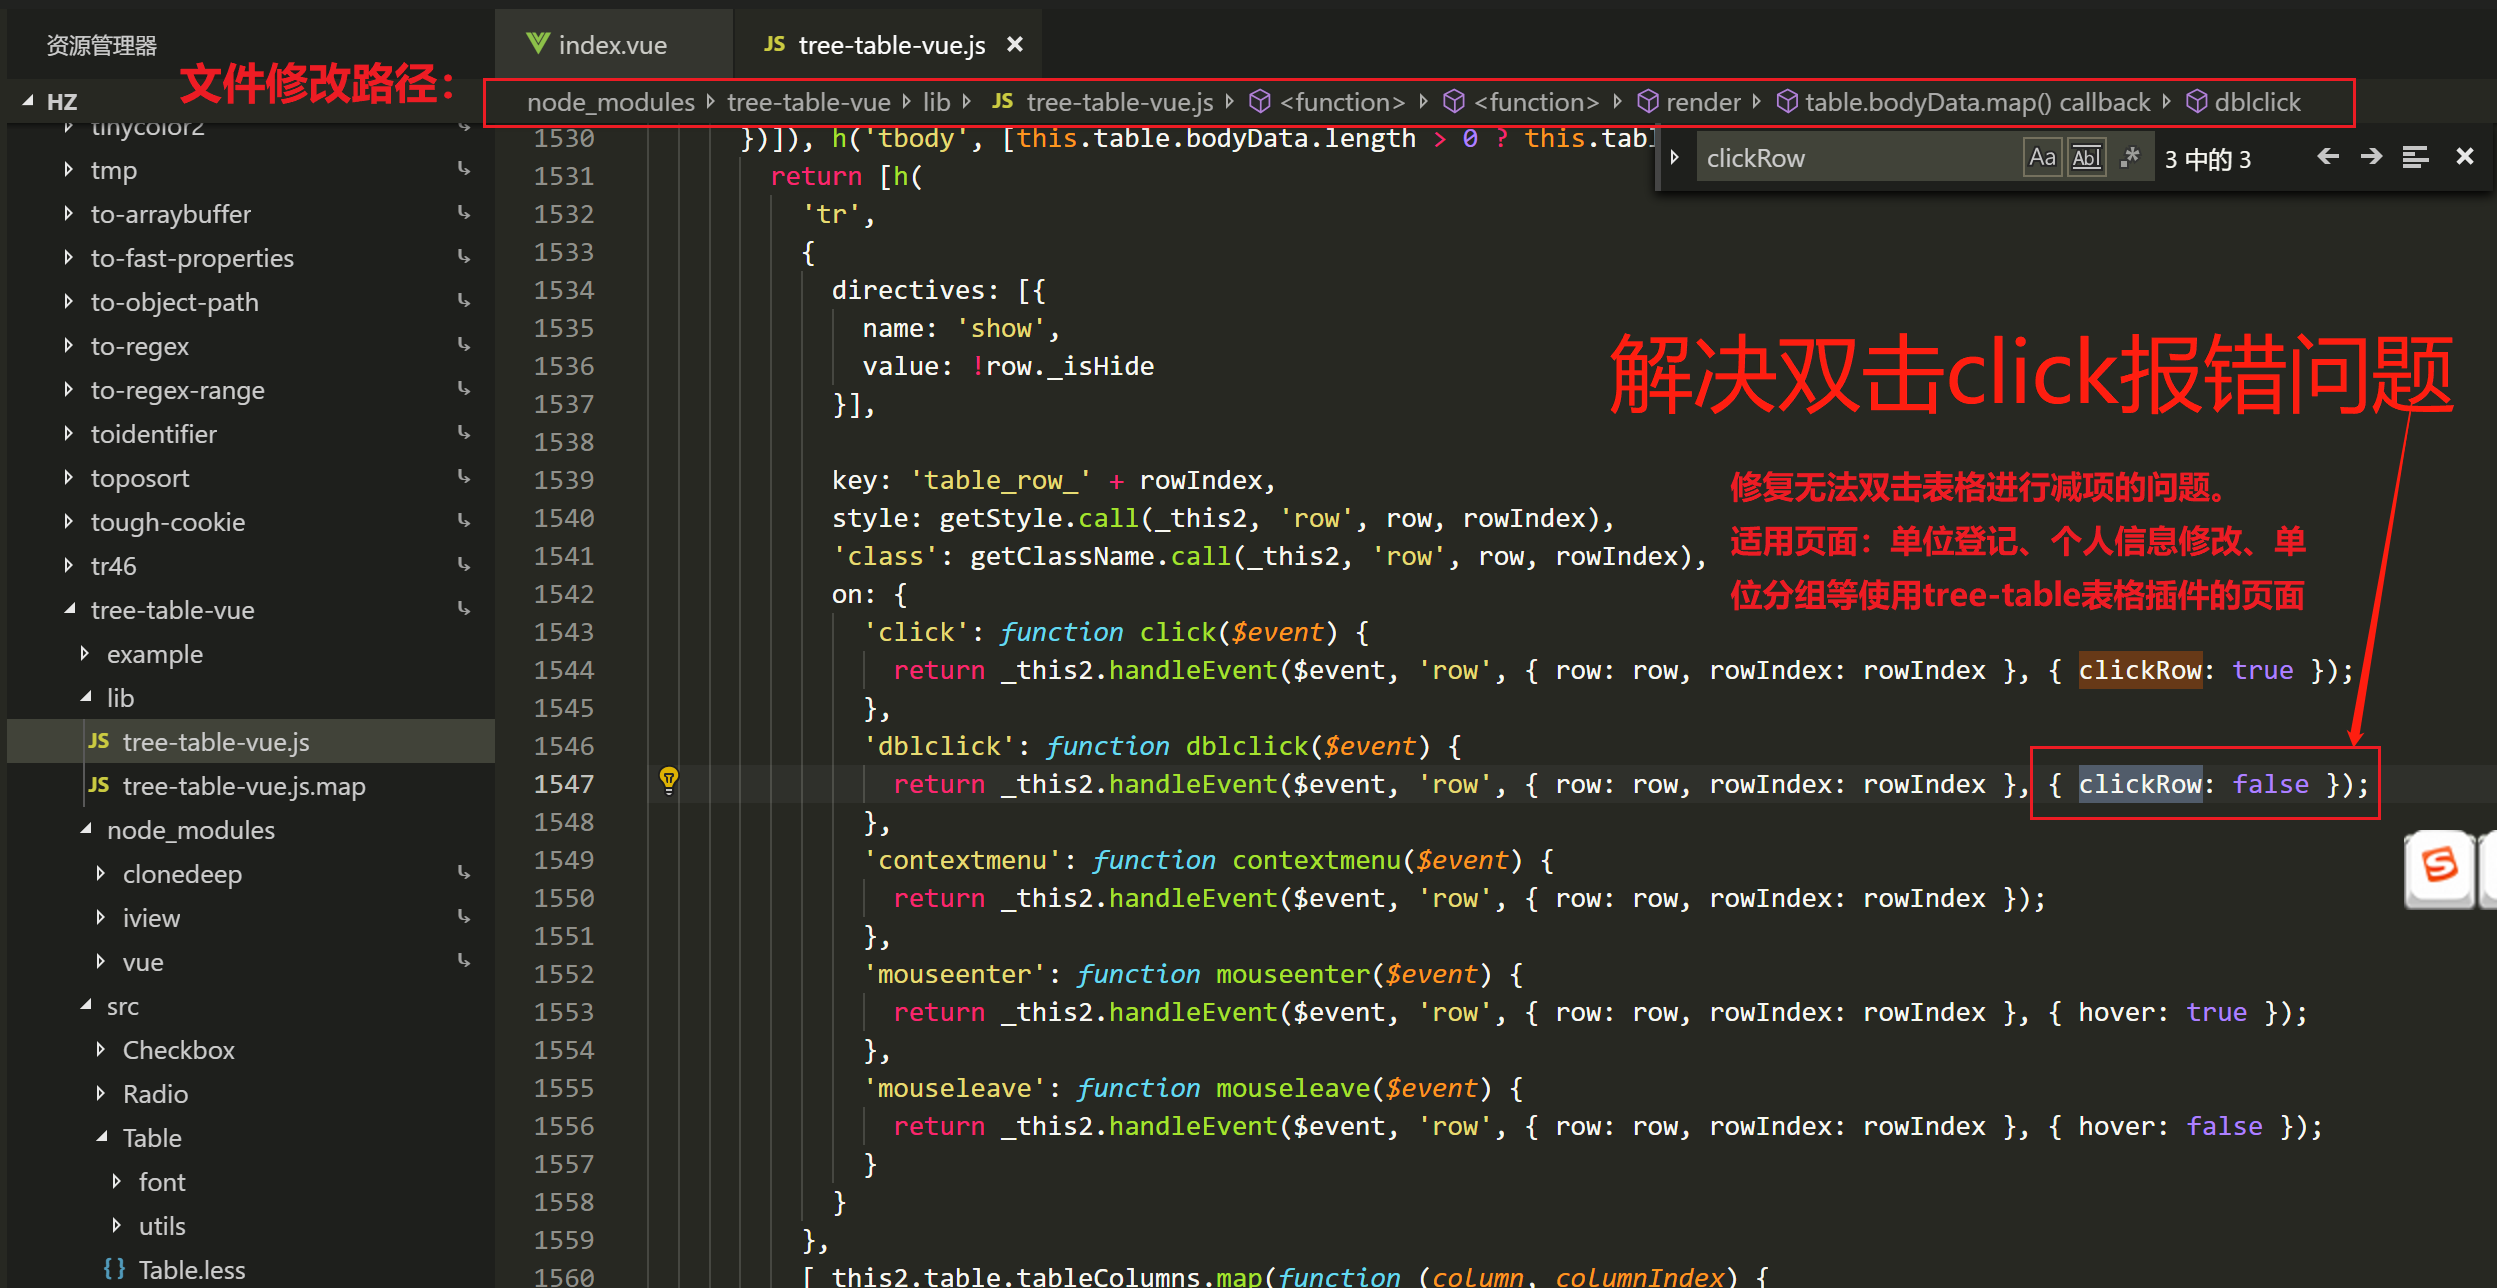 资源管理器
index.vue
JS tree-table-vue.js
HZ
文件修改路径：
node_modules tree-table-vue lib JS tree-table-vue.js <function> <function> render table.bodyData.map() callback dblclick
clickRow Aa Abl .* 3 中的 3
tinycolor2
tmp
to-arraybuffer
to-fast-properties
to-object-path
to-regex
to-regex-range
toidentifier
toposort
tough-cookie
tr46
tree-table-vue
example
lib
JS tree-table-vue.js
JS tree-table-vue.js.map
node_modules
clonedeep
iview
vue
src
Checkbox
Radio
Table
font
utils
{ } Table.less
1530 })]), h('tbody', [this.table.bodyData.length > 0 ? this.tabl
1531 return [h(
1532 'tr',
1533 {
1534 directives: [{
1535 name: 'show',
1536 value: !row._isHide
1537 }],
1538
1539 key: 'table_row_' + rowIndex,
1540 style: getStyle.call(_this2, 'row', row, rowIndex),
1541 'class': getClassName.call(_this2, 'row', row, rowIndex),
1542 on: {
1543 'click': function click($event) {
1544 return _this2.handleEvent($event, 'row', { row: row, rowIndex: rowIndex }, { clickRow: true });
1545 },
1546 'dblclick': function dblclick($event) {
1547 return _this2.handleEvent($event, 'row', { row: row, rowIndex: rowIndex }, { clickRow: false });
1548 },
1549 'contextmenu': function contextmenu($event) {
1550 return _this2.handleEvent($event, 'row', { row: row, rowIndex: rowIndex });
1551 },
1552 'mouseenter': function mouseenter($event) {
1553 return _this2.handleEvent($event, 'row', { row: row, rowIndex: rowIndex }, { hover: true });
1554 },
1555 'mouseleave': function mouseleave($event) {
1556 return _this2.handleEvent($event, 'row', { row: row, rowIndex: rowIndex }, { hover: false });
1557 }
1558 }
1559 },
1560 [_this2.table.tableColumns.map(function (column, columnIndex) {
解决双击click报错问题
修复无法双击表格进行减项的问题。
适用页面：单位登记、个人信息修改、单
位分组等使用tree-table表格插件的页面